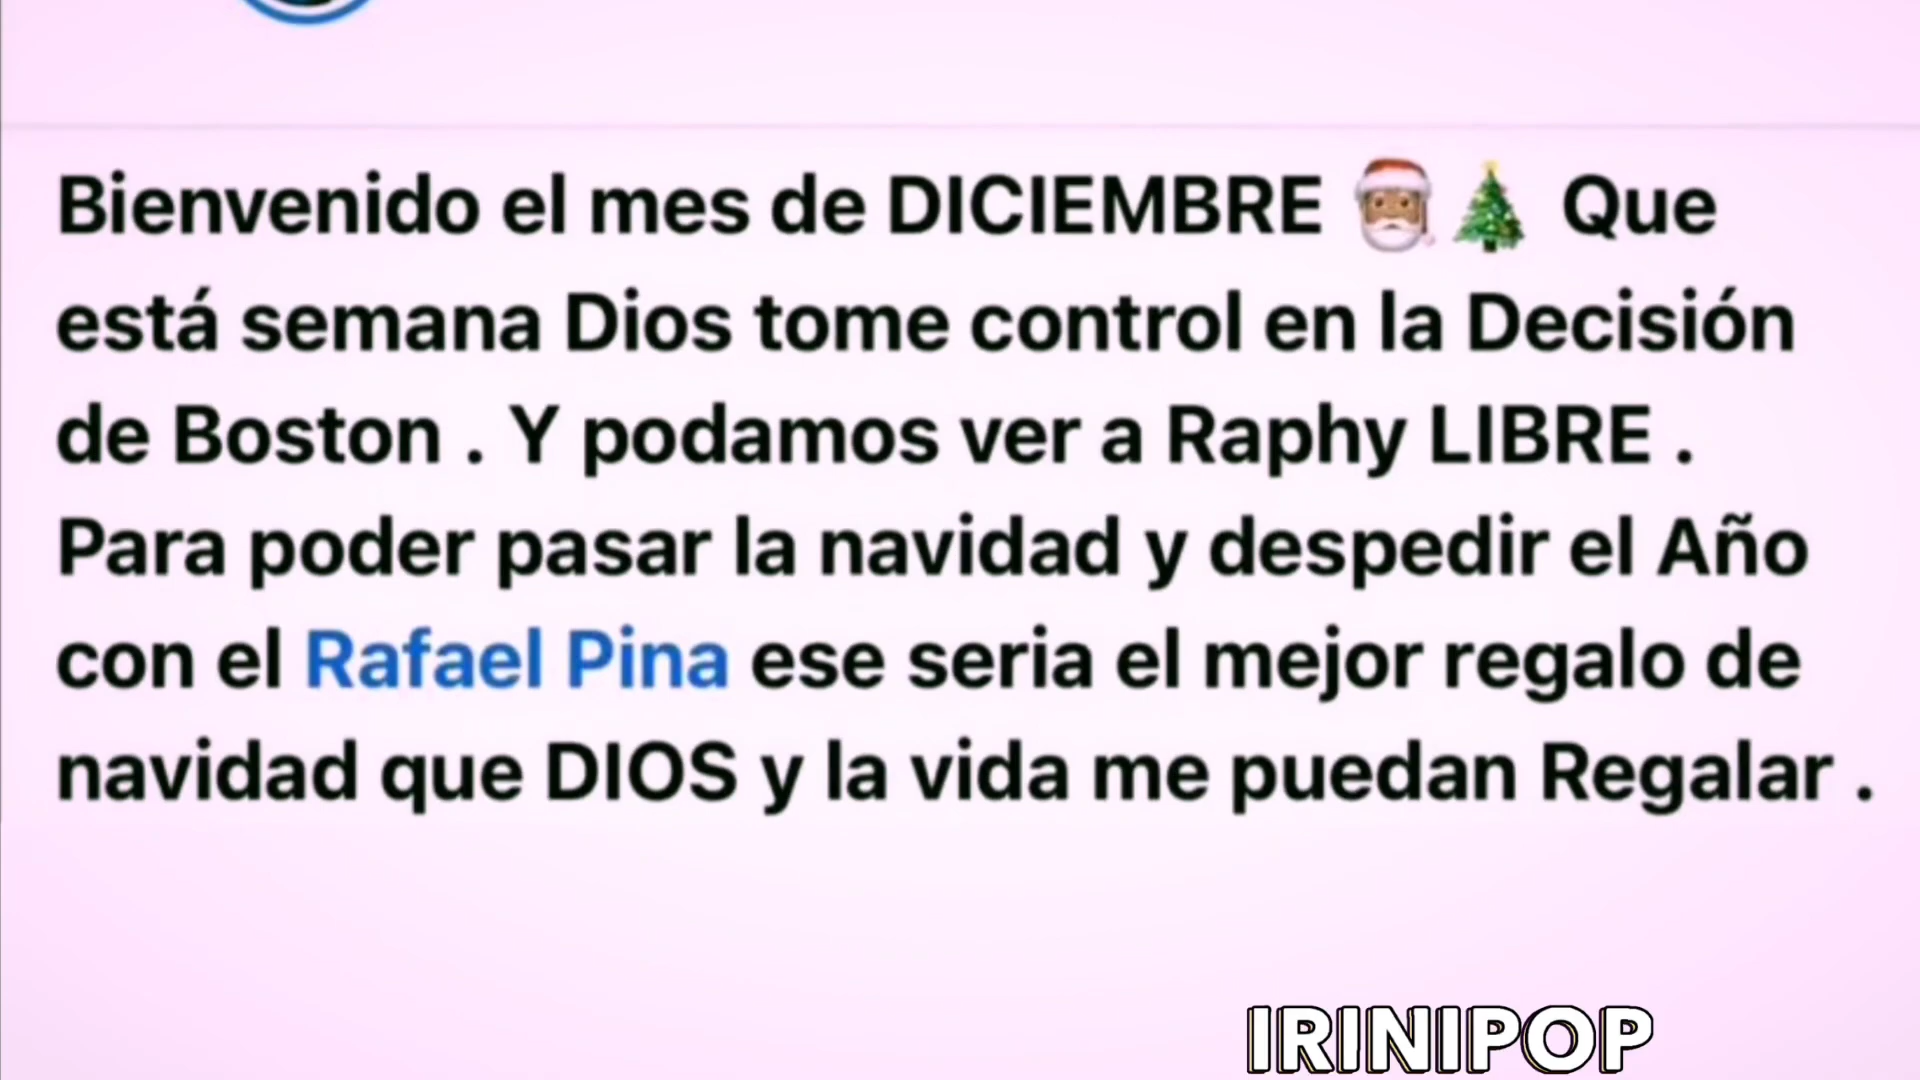 Bienvenido el mes de DICIEMBRE 🎅🏽🎄 Que
está semana Dios tome control en la Decisión
de Boston . Y podamos ver a Raphy LIBRE .
Para poder pasar la navidad y despedir el Año
con el Rafael Pina ese seria el mejor regalo de
navidad que DIOS y la vida me puedan Regalar .
IRINIPOP